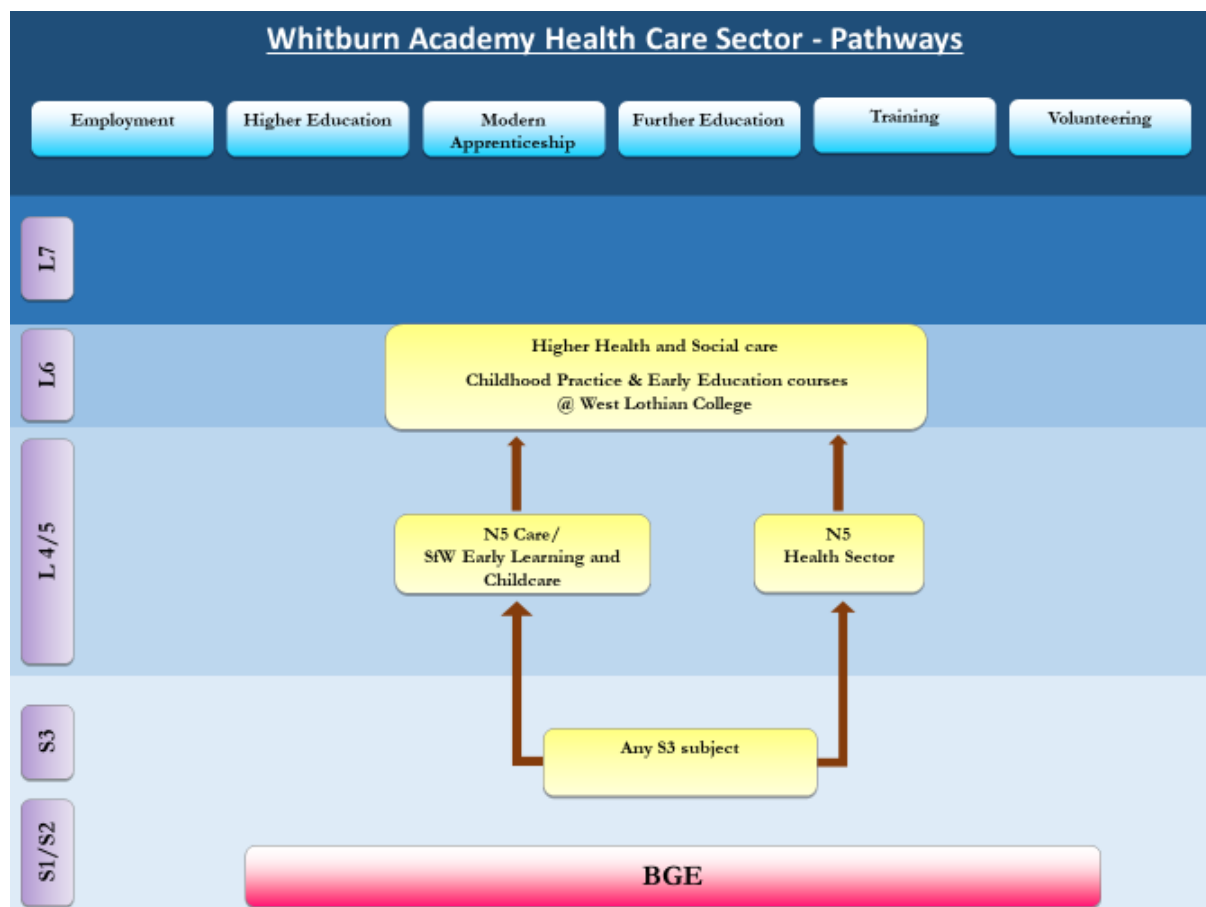 Whitburn Academy Health Care Sector - Pathways
Employment
Higher Education
Modern
Apprenticeship
Further Education
Training
Volunteering
L7
L6
Higher Health and Social care
Childhood Practice & Early Education courses
@ West Lothian College
L 4/5
N5 Care/
SfW Early Learning and
Childcare
N5
Health Sector
S3
Any S3 subject
S1/S2
BGE